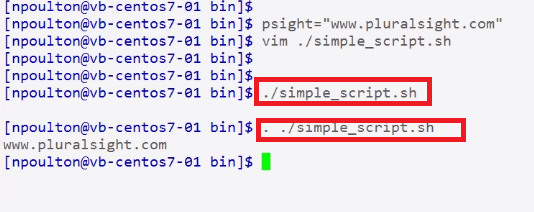 [npoulton@vb-centos7-01 bin]$
[npoulton@vb-centos7-01 bin]$ psight="www.pluralsight.com"
[npoulton@vb-centos7-01 bin]$ vim ./simple_script.sh
[npoulton@vb-centos7-01 bin]$
[npoulton@vb-centos7-01 bin]$
[npoulton@vb-centos7-01 bin]$ ./simple_script.sh
[npoulton@vb-centos7-01 bin]$ . ./simple_script.sh
www.pluralsight.com
[npoulton@vb-centos7-01 bin]$